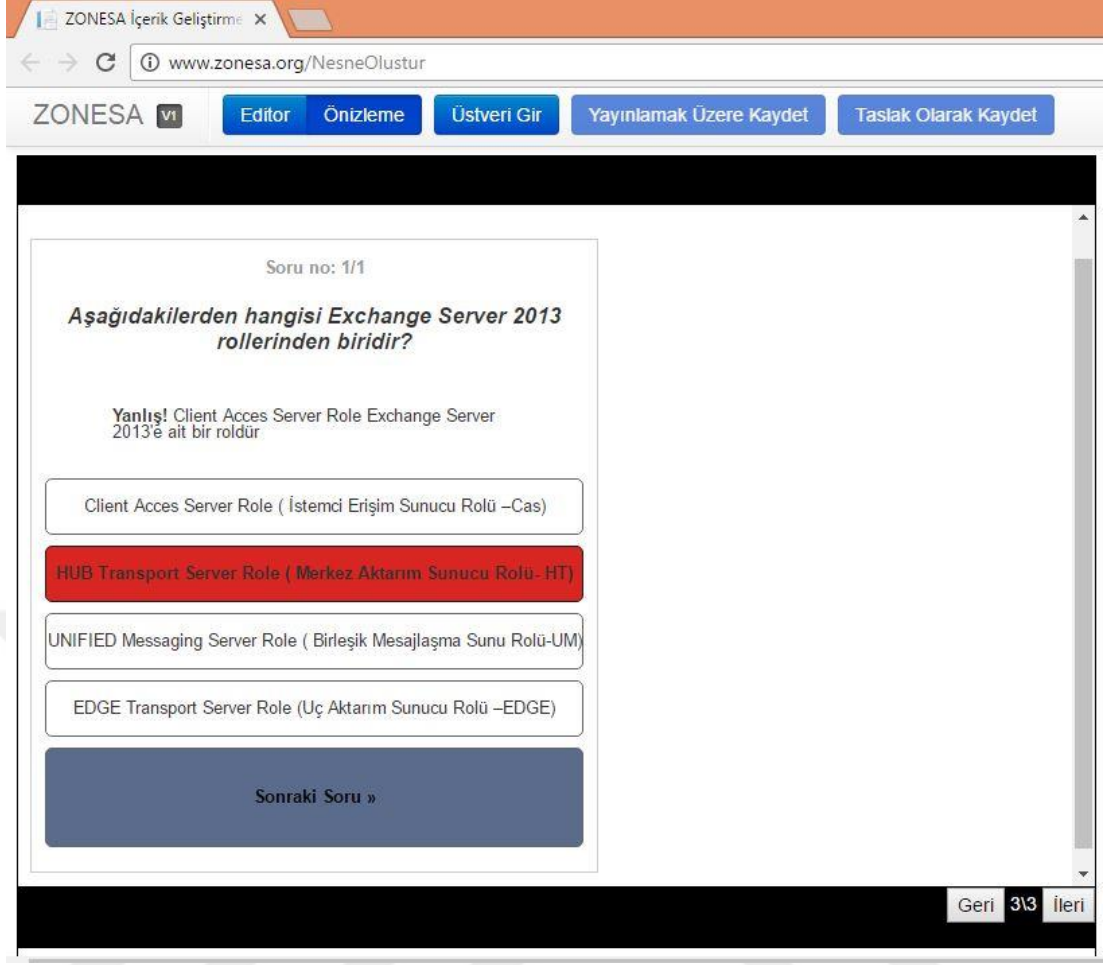 ZONESA İçerik Geliştirme
www.zonesa.org/NesneOlustur
ZONESA V1 Editor Önizleme Üstveri Gir Yayınlamak Üzere Kaydet Taslak Olarak Kaydet
Soru no: 1/1
Aşağıdakilerden hangisi Exchange Server 2013
rollerinden biridir?
Yanlış! Client Acces Server Role Exchange Server
2013'e ait bir roldür
Client Acces Server Role ( İstemci Erişim Sunucu Rolü –Cas)
HUB Transport Server Role ( Merkez Aktarım Sunucu Rolü- HT)
UNIFIED Messaging Server Role ( Birleşik Mesajlaşma Sunu Rolü-UM)
EDGE Transport Server Role (Uç Aktarım Sunucu Rolü –EDGE)
Sonraki Soru »
Geri 3\3 İleri